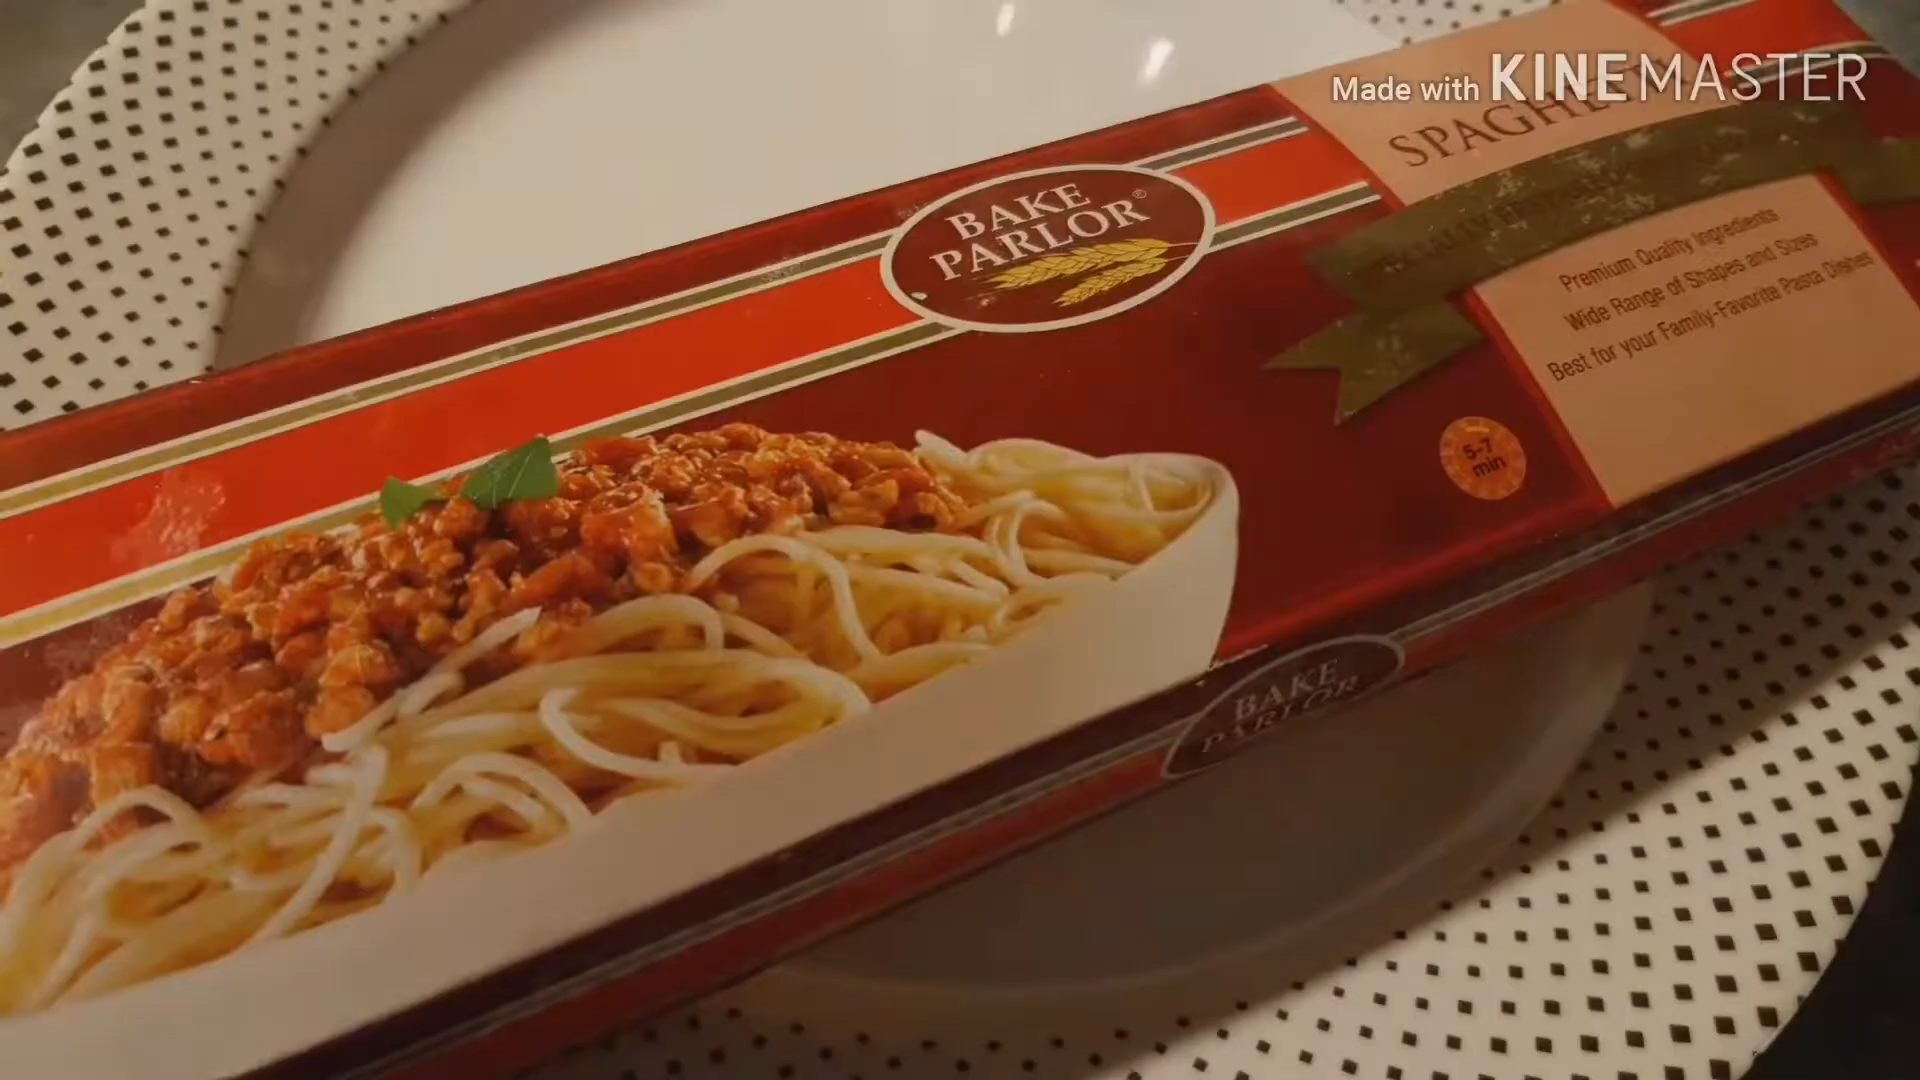 Made with KINEMASTER
SPAGHETTI
BAKE
PARLOR®
Premium Quality Ingredients
Wide Range of Shapes and Sizes
Best for your Family-Favorite Pasta Dishes
5-7
min
BAKE
PARLOR